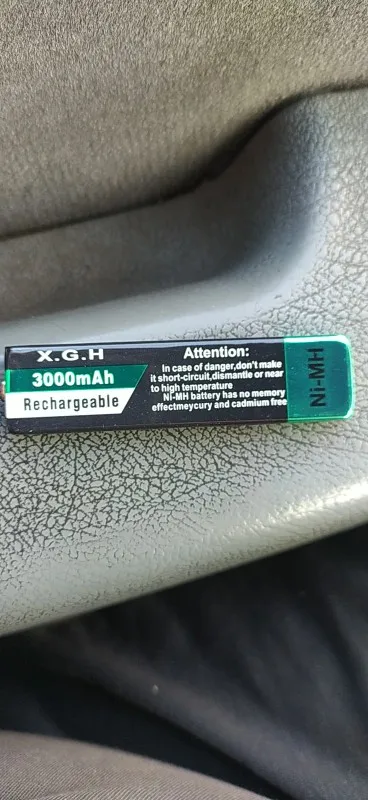 X.G.H
3000mAh
Rechargeable
Attention:
In case of danger,don't make
it short-circuit,dismantle or near
to high temperature
Ni-MH battery has no memory
effectmeycury and cadmium free
Ni-MH